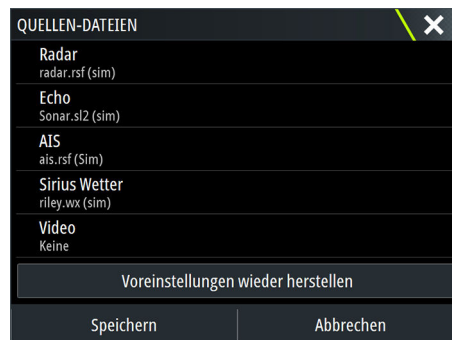 QUELLEN-DATEIEN
Radar
radar.rsf (sim)
Echo
Sonar.sl2 (sim)
AIS
ais.rsf (Sim)
Sirius Wetter
riley.wx (sim)
Video
Keine
Voreinstellungen wieder herstellen
Speichern
Abbrechen